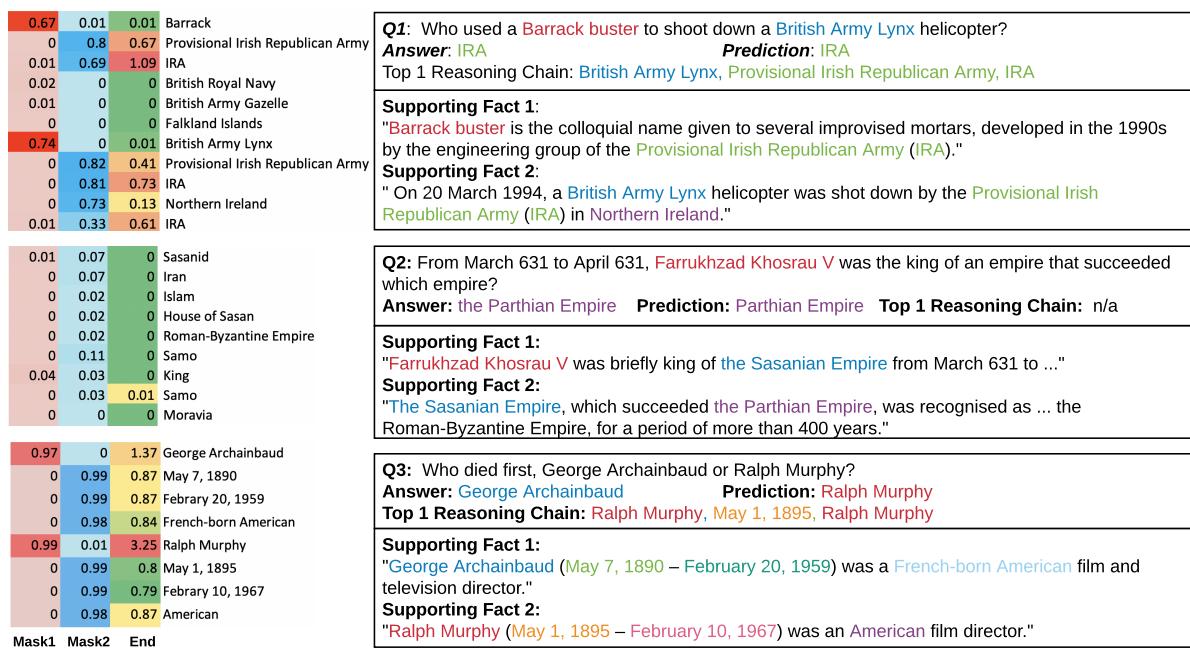 0.67 0.01 0.01 Barrack
0 0.8 0.67 Provisional Irish Republican Army
0.01 0.69 1.09 IRA
0.02 0 0 British Royal Navy
0.01 0 0 British Army Gazelle
0 0 0 Falkland Islands
0.74 0 0.01 British Army Lynx
0 0.82 0.41 Provisional Irish Republican Army
0 0.81 0.73 IRA
0 0.73 0.13 Northern Ireland
0.01 0.33 0.61 IRA
Q1: Who used a Barrack buster to shoot down a British Army Lynx helicopter?
Answer: IRA Prediction: IRA
Top 1 Reasoning Chain: British Army Lynx, Provisional Irish Republican Army, IRA
Supporting Fact 1:
"Barrack buster is the colloquial name given to several improvised mortars, developed in the 1990s
by the engineering group of the Provisional Irish Republican Army (IRA)."
Supporting Fact 2:
" On 20 March 1994, a British Army Lynx helicopter was shot down by the Provisional Irish
Republican Army (IRA) in Northern Ireland."
0.01 0.07 0 Sasanid
0 0.07 0 Iran
0 0.02 0 Islam
0 0.02 0 House of Sasan
0 0.02 0 Roman-Byzantine Empire
0 0.11 0 Samo
0.04 0.03 0 King
0 0.03 0.01 Samo
0 0 0 Moravia
Q2: From March 631 to April 631, Farrukhzad Khosrau V was the king of an empire that succeeded
which empire?
Answer: the Parthian Empire Prediction: Parthian Empire Top 1 Reasoning Chain: n/a
Supporting Fact 1:
"Farrukhzad Khosrau V was briefly king of the Sasanian Empire from March 631 to ..."
Supporting Fact 2:
"The Sasanian Empire, which succeeded the Parthian Empire, was recognised as ... the
Roman-Byzantine Empire, for a period of more than 400 years."
0.97 0 1.37 George Archainbaud
0 0.99 0.87 May 7, 1890
0 0.99 0.87 Febrary 20, 1959
0 0.98 0.84 French-born American
0.99 0.01 3.25 Ralph Murphy
0 0.99 0.8 May 1, 1895
0 0.99 0.79 Febrary 10, 1967
0 0.98 0.87 American
Mask1 Mask2 End
Q3: Who died first, George Archainbaud or Ralph Murphy?
Answer: George Archainbaud Prediction: Ralph Murphy
Top 1 Reasoning Chain: Ralph Murphy, May 1, 1895, Ralph Murphy
Supporting Fact 1:
"George Archainbaud (May 7, 1890 – February 20, 1959) was a French-born American film and
television director."
Supporting Fact 2:
"Ralph Murphy (May 1, 1895 – February 10, 1967) was an American film director."